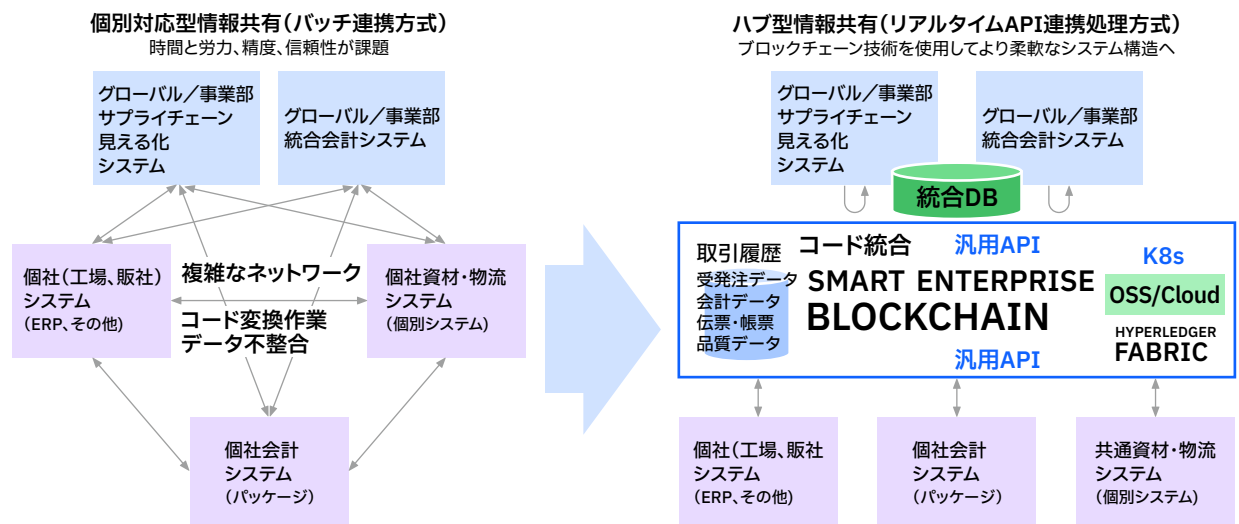 個別対応型情報共有（バッチ連携方式）
時間と労力、精度、信頼性が課題
グローバル／事業部
サプライチェーン
見える化
システム
グローバル／事業部
統合会計システム
個社（工場、販社）
システム
(ERP、その他)
複雑なネットワーク
コード変換作業
データ不整合
個社資材・物流
システム
(個別システム)
個社会計
システム
(パッケージ)
ハブ型情報共有（リアルタイムAPI連携処理方式）
ブロックチェーン技術を使用してより柔軟なシステム構造へ
グローバル／事業部
サプライチェーン
見える化
システム
グローバル／事業部
統合会計システム
統合DB
取引履歴
受発注データ
会計データ
伝票・帳票
品質データ
コード統合
汎用API
SMART ENTERPRISE
BLOCKCHAIN
汎用API
K8s
OSS/Cloud
HYPERLEDGER
FABRIC
個社（工場、販社
システム
(ERP、その他)
個社会計
システム
(パッケージ)
共通資材・物流
システム
(個別システム)